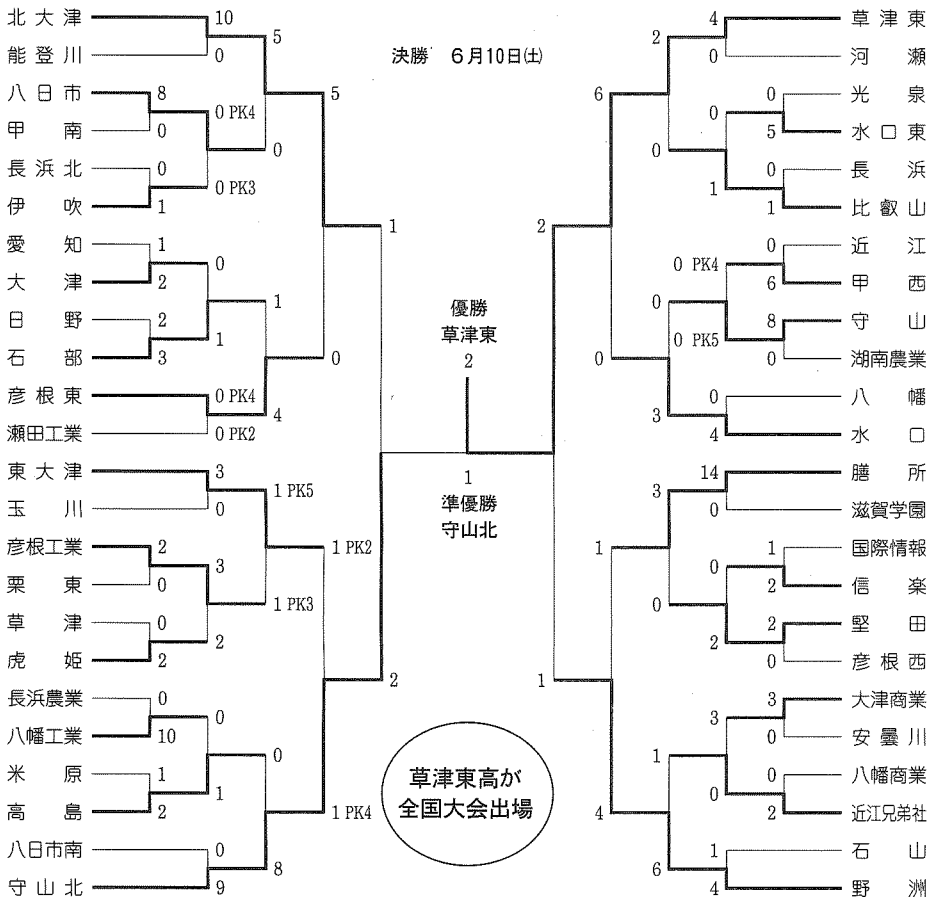 決勝 6月10日(土)
北大津 10
5
能登川 0
5
八日市 8
0 PK4
甲南 0
0
長浜北 0
0 PK3
伊吹 1
1
愛知 1
0
大津 2
1
日野 2
1
石部 3
0
彦根東 0 PK4
4
瀬田工業 0 PK2
東大津 3
1 PK5
玉川 0
1 PK2
彦根工業 2
3
栗東 0
1 PK3
草津 0
2
虎姫 2
2
長浜農業 0
0
八幡工業 10
0
米原 1
1
高島 2
1 PK4
八日市南 0
8
守山北 9
優勝
草津東
2
1
準優勝
守山北
草津東高が
全国大会出場
4 草津東
2
0 河瀬
6
0 光泉
0
5 水口東
0
0 長浜
1
1 比叡山
2
0 近江
0 PK4
6 甲西
0
8 守山
0 PK5
0 湖南農業
0
0 八幡
3
4 水口
14 膳所
3
0 滋賀学園
1
1 国際情報
0
2 信楽
0
2 堅田
2
0 彦根西
1
3 大津商業
3
0 安曇川
1
0 八幡商業
0
2 近江兄弟社
4
1 石山
6
4 野洲